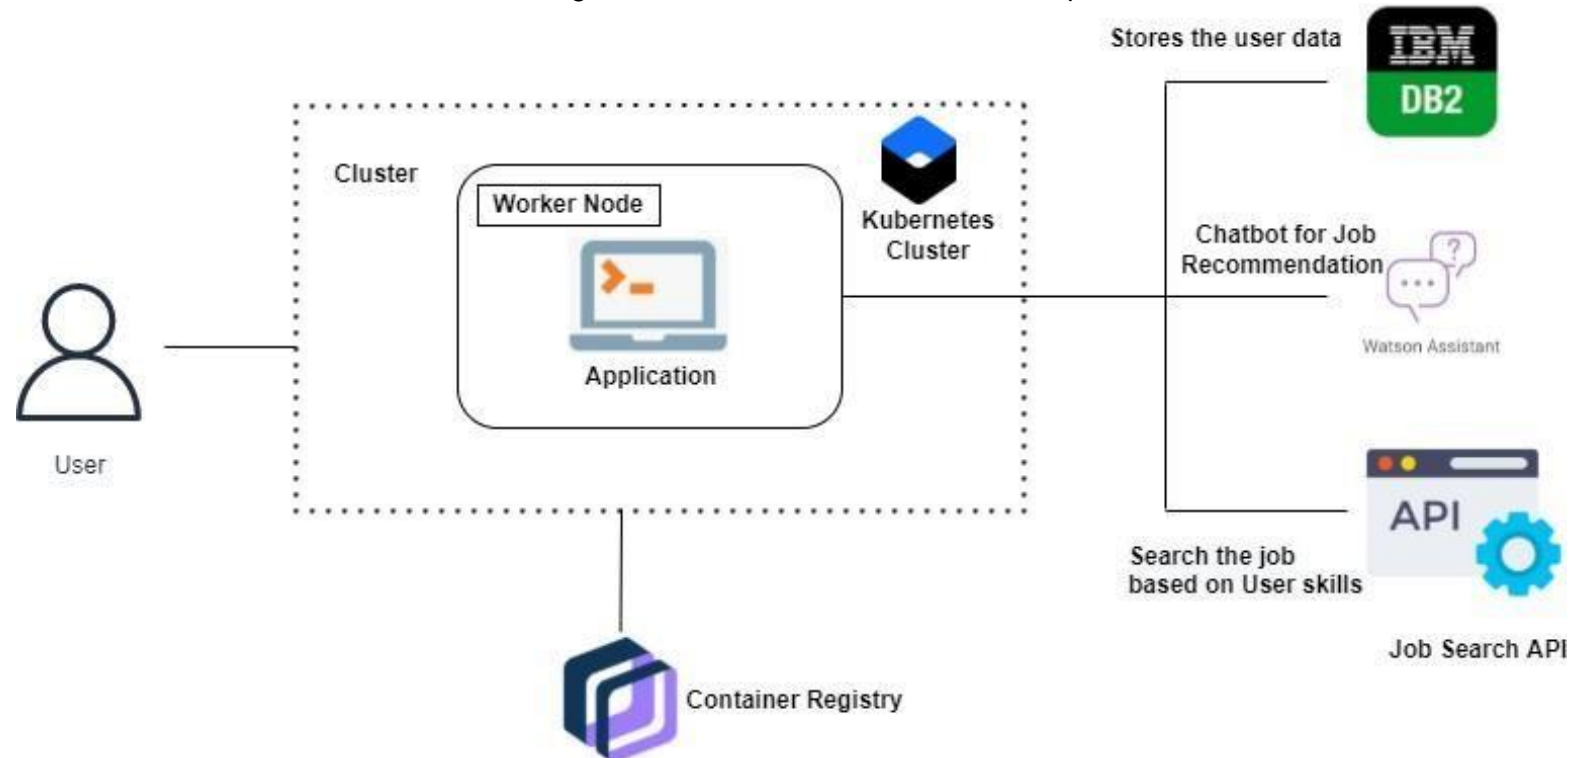 Stores the user data
IBM
DB2
Cluster
Worker Node
Kubernetes
Cluster
Application
Chatbot for Job
Recommendation
?
Watson Assistant
User
API
Search the job
based on User skills
Job Search API
Container Registry